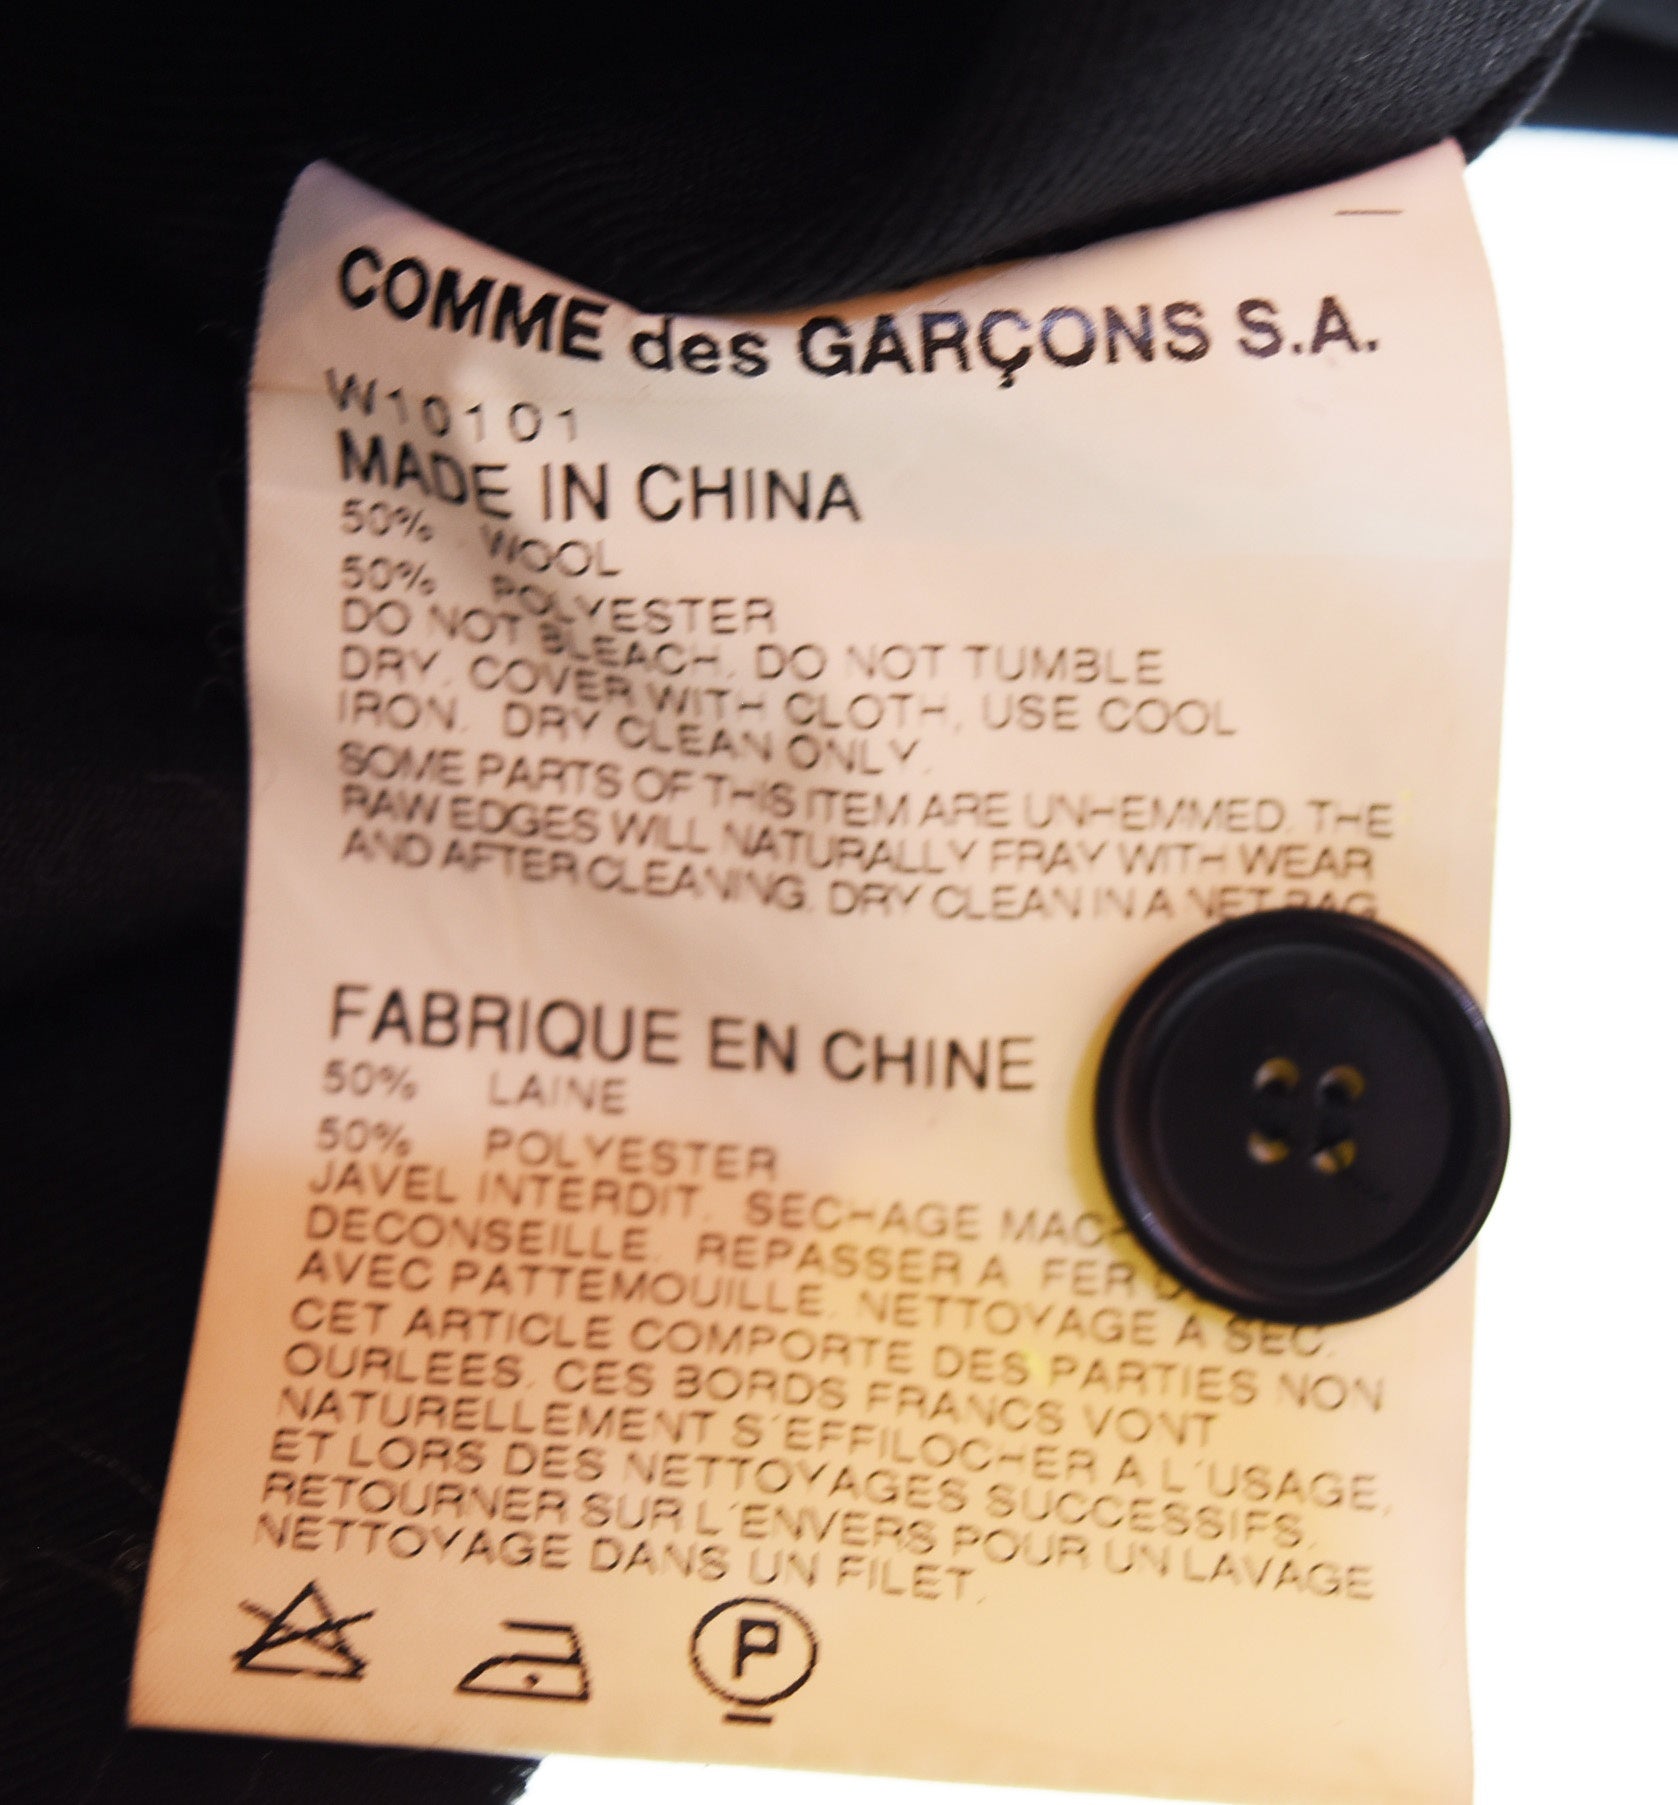 COMME des GARÇONS S.A.
W10101
MADE IN CHINA
50% WOOL
50% POLYESTER
DO NOT BLEACH. DO NOT TUMBLE
DRY. COVER WITH CLOTH, USE COOL
IRON. DRY CLEAN ONLY.
SOME PARTS OF THIS ITEM ARE UNHEMMED. THE
RAW EDGES WILL NATURALLY FRAY WITH WEAR
AND AFTER CLEANING. DRY CLEAN IN A NET BAG
FABRIQUE EN CHINE
50% LAINE
50% POLYESTER
JAVEL INTERDIT. SECHAGE
DECONSEILLE. REPASSER A FER
AVEC PATTEMOUILLE. NETTOYAGE A SEC.
CET ARTICLE COMPORTE DES PARTIES NON
OURLEES. CES BORDS FRANCS VONT
NATURELLEMENT S'EFFILOCHER A L'USAGE,
ET LORS DES NETTOYAGES SUCCESSIFS.
RETOURNER SUR L'ENVERS POUR UN LAVAGE
NETTOYAGE DANS UN FILET.
P